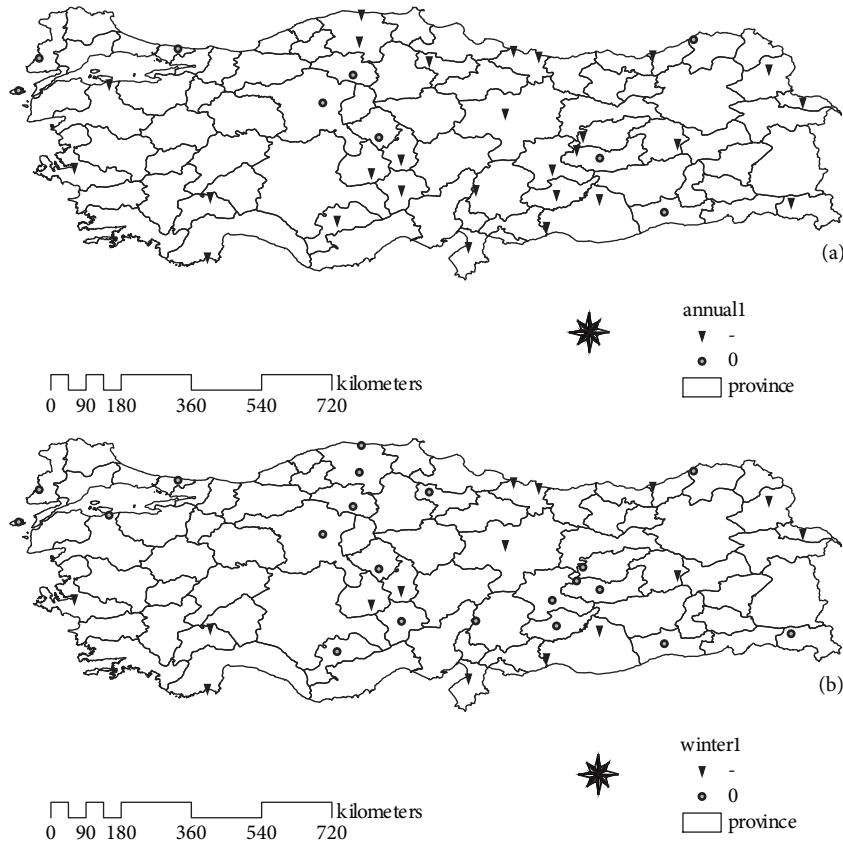 (a)
annual1
-
0
province
kilometers
0 90 180 360 540 720
(b)
winter1
-
0
province
kilometers
0 90 180 360 540 720